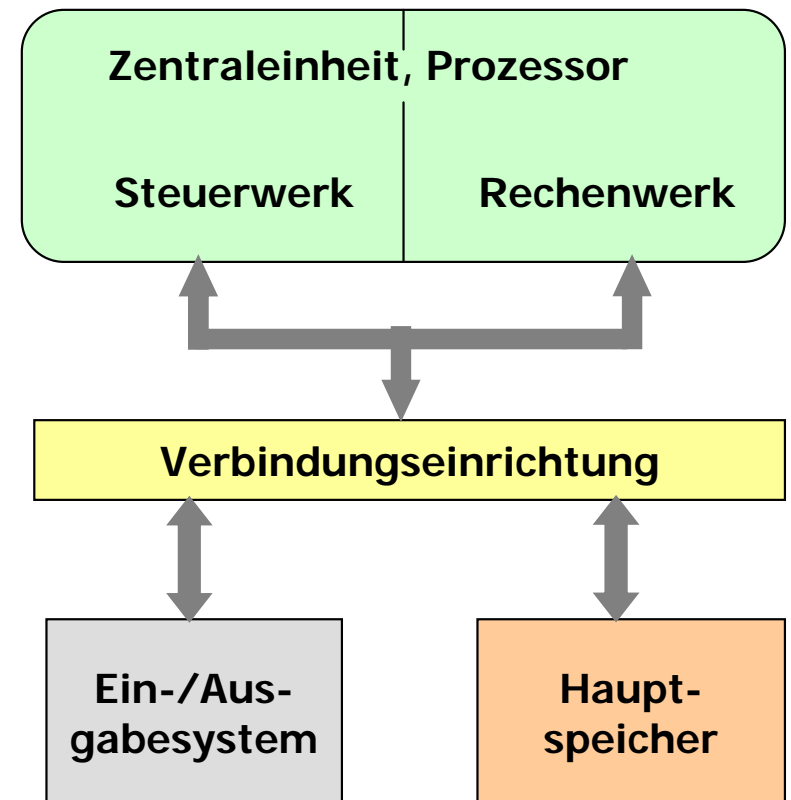 Zentraleinheit, Prozessor
Steuerwerk
Rechenwerk
Verbindungseinrichtung
Ein-/Aus-
gabesystem
Haupt-
speicher